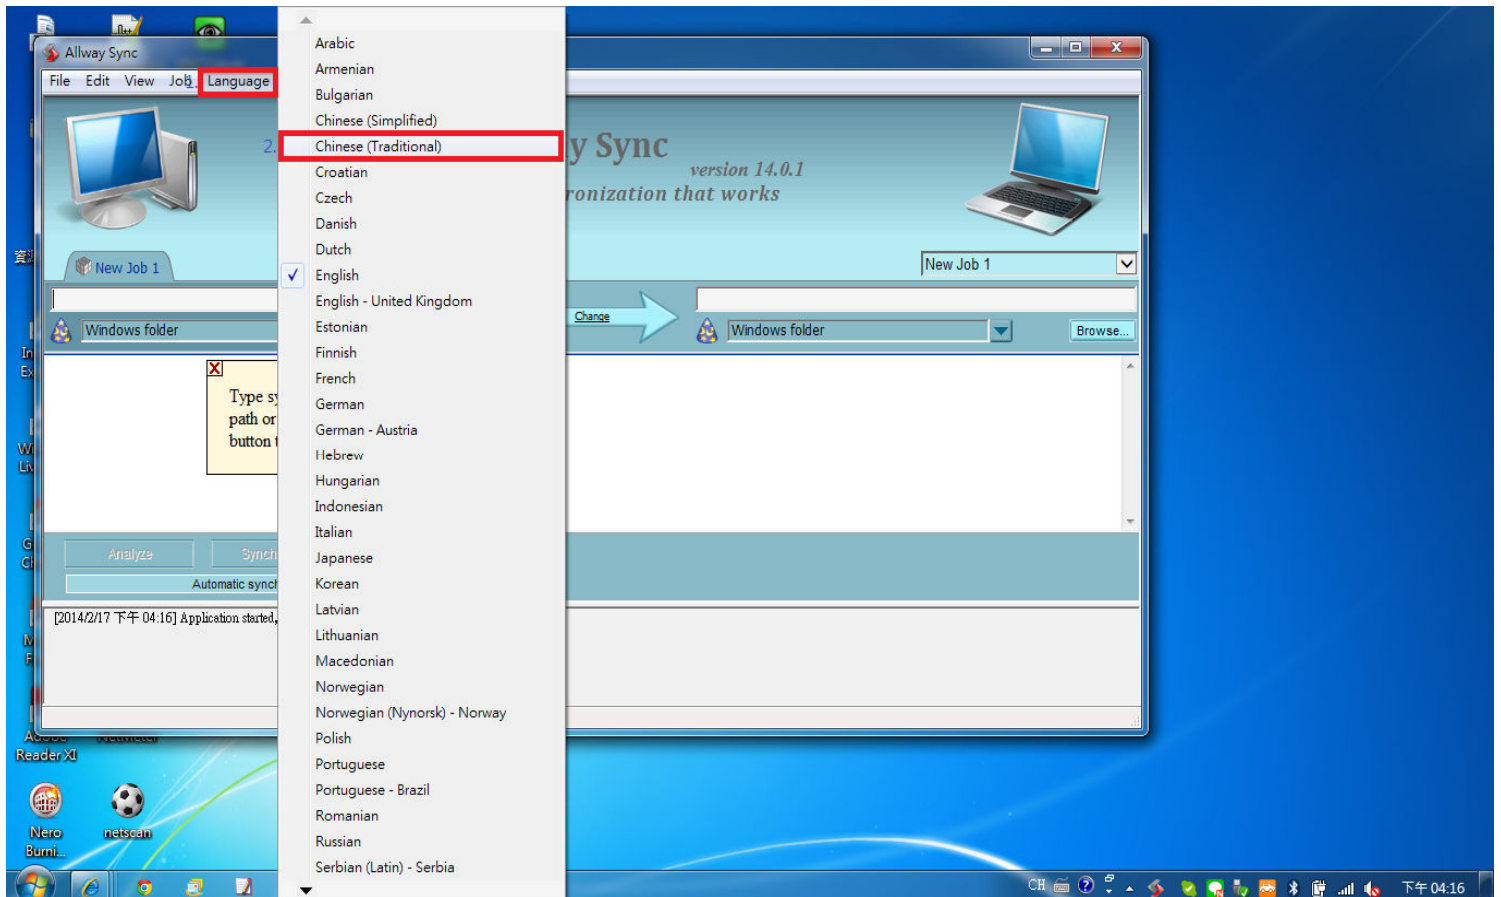 Allway Sync
File Edit View Job 1. Language
Arabic
Armenian
Bulgarian
Chinese (Simplified)
2. Chinese (Traditional)
Croatian
Czech
Danish
Dutch
English
English - United Kingdom
Estonian
Finnish
French
German
German - Austria
Hebrew
Hungarian
Indonesian
Italian
Japanese
Korean
Latvian
Lithuanian
Macedonian
Norwegian
Norwegian (Nynorsk) - Norway
Polish
Portuguese
Portuguese - Brazil
Romanian
Russian
Serbian (Latin) - Serbia
y Sync
version 14.0.1
ronization that works
New Job 1
New Job 1
Change
Windows folder
Windows folder
Browse...
Type sy
path or
button t
Analyze
Synch
Automatic synch
[2014/2/17 下午 04:16] Application started,
Reader XI
Nero
Burni...
netscan
CH
下午 04:16